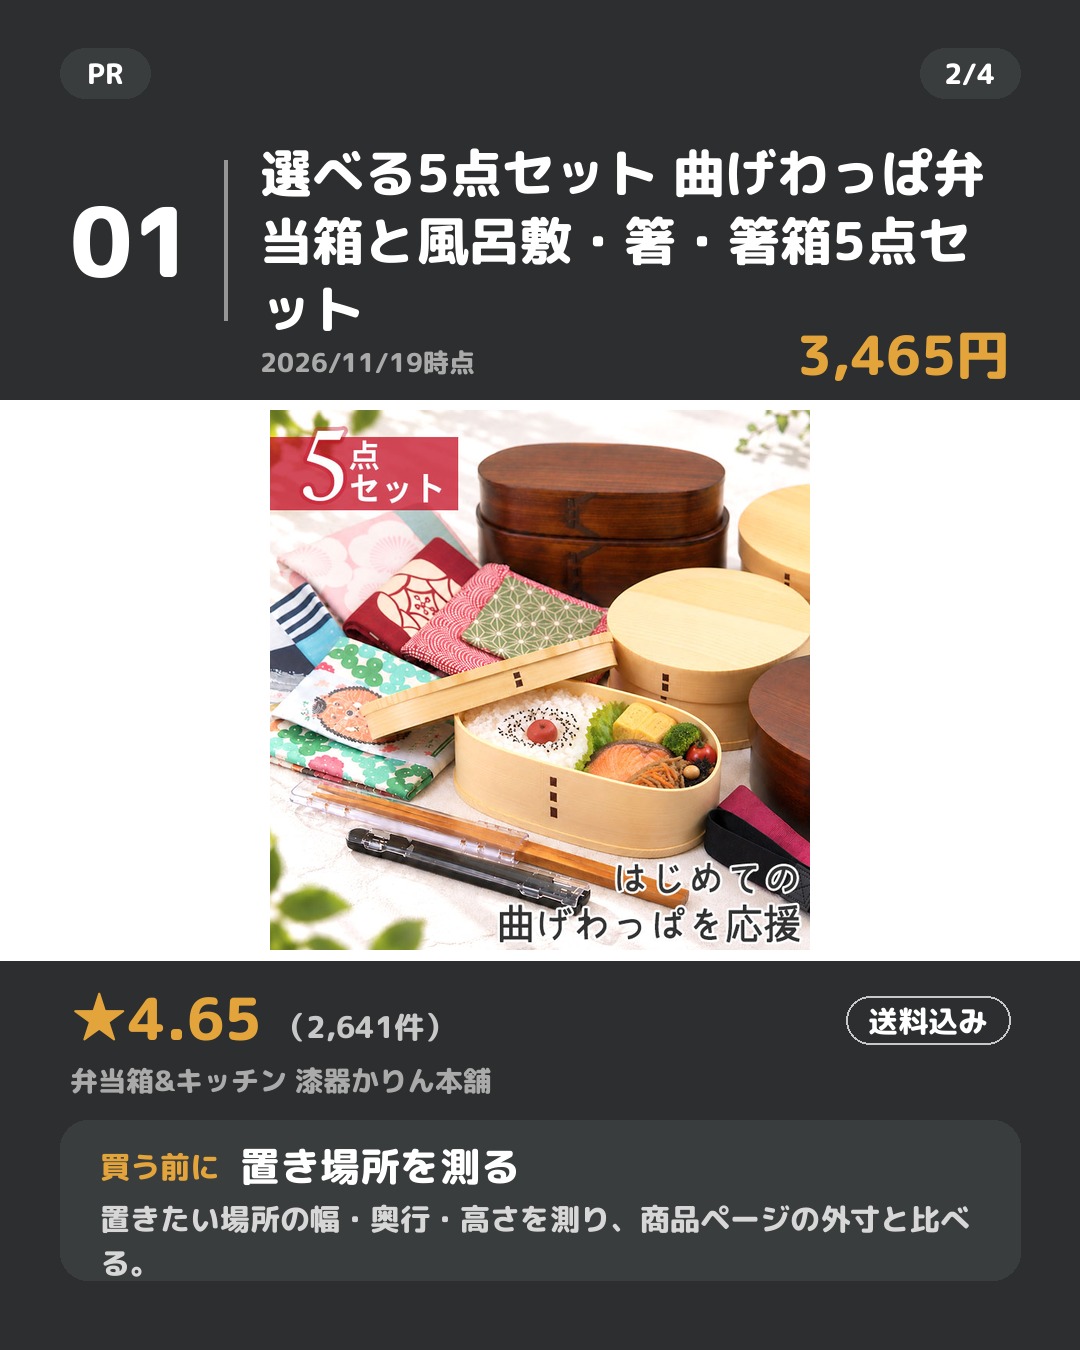 PR
2/4
01
選べる5点セット 曲げわっぱ弁
当箱と風呂敷・箸・箸箱5点セ
ット
2026/11/19時点
3,465円
5点
セット
はじめての
曲げわっぱを応援
★4.65 (2,641件)
送料込み
弁当箱&キッチン 漆器かりん本舗
買う前に 置き場所を測る
置きたい場所の幅・奥行・高さを測り、商品ページの外寸と比べ
る。